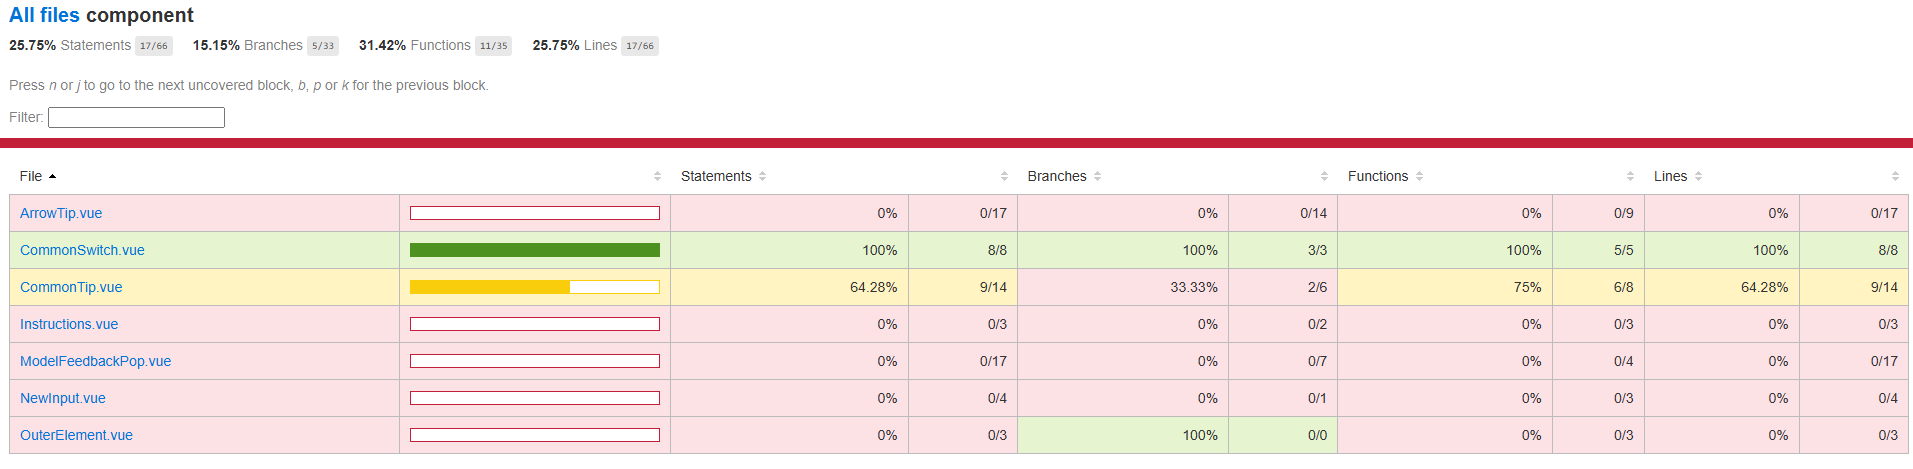 All files component
25.75% Statements 17/66 15.15% Branches 5/33 31.42% Functions 11/35 25.75% Lines 17/66
Press n or j to go to the next uncovered block, b, p or k for the previous block.
Filter:
File Statements Branches Functions Lines
ArrowTip.vue 0% 0/17 0% 0/14 0% 0/9 0% 0/17
CommonSwitch.vue 100% 8/8 100% 3/3 100% 5/5 100% 8/8
CommonTip.vue 64.28% 9/14 33.33% 2/6 75% 6/8 64.28% 9/14
Instructions.vue 0% 0/3 0% 0/2 0% 0/3 0% 0/3
ModelFeedbackPop.vue 0% 0/17 0% 0/7 0% 0/4 0% 0/17
NewInput.vue 0% 0/4 0% 0/1 0% 0/3 0% 0/4
OuterElement.vue 0% 0/3 100% 0/0 0% 0/3 0% 0/3